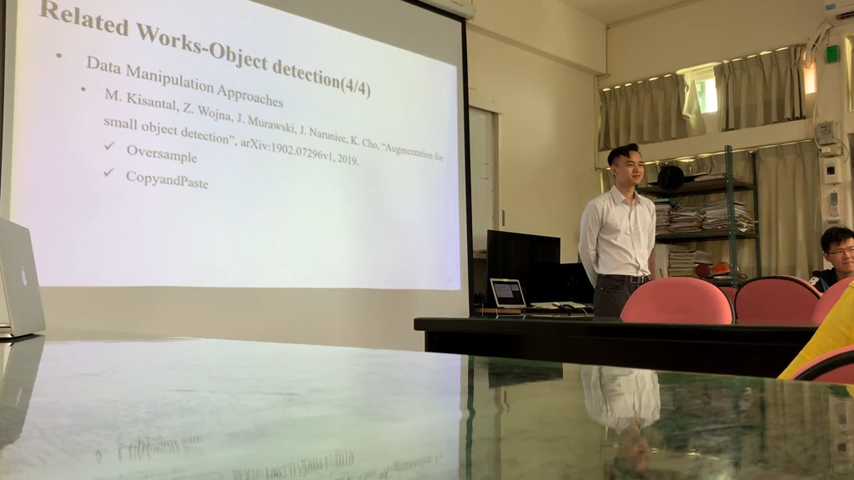 Related Works-Object detection(4/4)
• Data Manipulation Approaches
• M. Kisantal, Z. Wojna, J. Murawski, J. Naruniec, K. Cho, “Augmentation for
small object detection”, arXiv:1902.07296v1, 2019.
✓ Oversample
✓ CopyandPaste